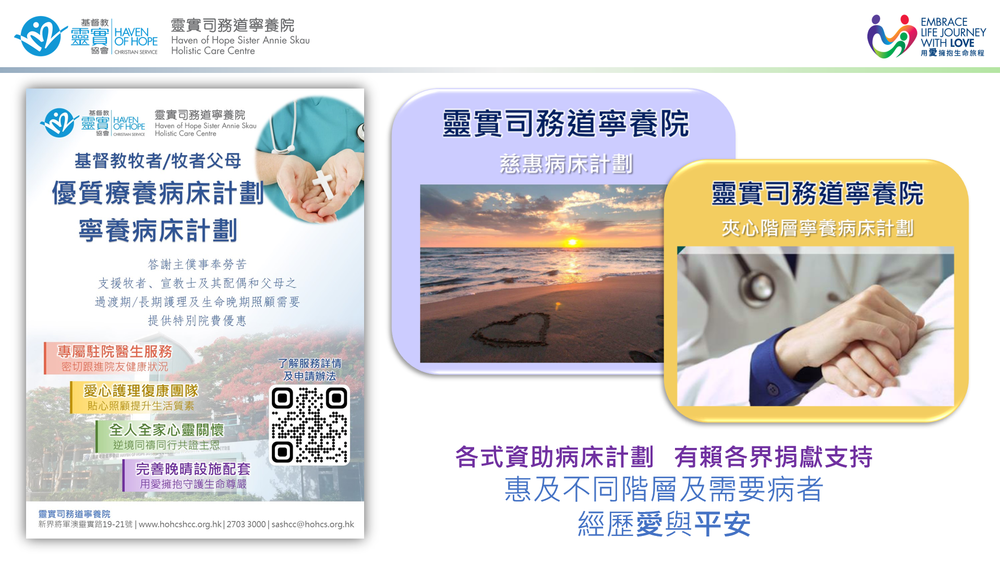 基督教
靈實
協會
HAVEN
OF HOPE
CHRISTIAN SERVICE
靈實司務道寧養院
Haven of Hope Sister Annie Skau
Holistic Care Centre
EMBRACE
LIFE JOURNEY
WITH LOVE
用愛擁抱生命旅程
基督教
靈實
協會
HAVEN
OF HOPE
CHRISTIAN SERVICE
靈實司務道寧養院
Haven of Hope Sister Annie Skau
Holistic Care Centre
基督教牧者/牧者父母
優質療養病床計劃
寧養病床計劃
答謝主僕事奉勞苦
支援牧者、宣教士及其配偶和父母之
過渡期/長期護理及生命晚期照顧需要
提供特別院費優惠
專屬駐院醫生服務
密切跟進院友健康狀況
愛心護理復康團隊
貼心照顧提升生活質素
全人全家心靈關懷
逆境同禱同行共證主恩
完善晚晴設施配套
用愛擁抱守護生命尊嚴
了解服務詳情
及申請辦法
靈實司務道寧養院
新界將軍澳靈實路19-21號 | www.hohcshcc.org.hk | 2703 3000 | sashcc@hohcs.org.hk
靈實司務道寧養院
慈惠病床計劃
靈實司務道寧養院
夾心階層寧養病床計劃
各式資助病床計劃 有賴各界捐獻支持
惠及不同階層及需要病者
經歷愛與平安